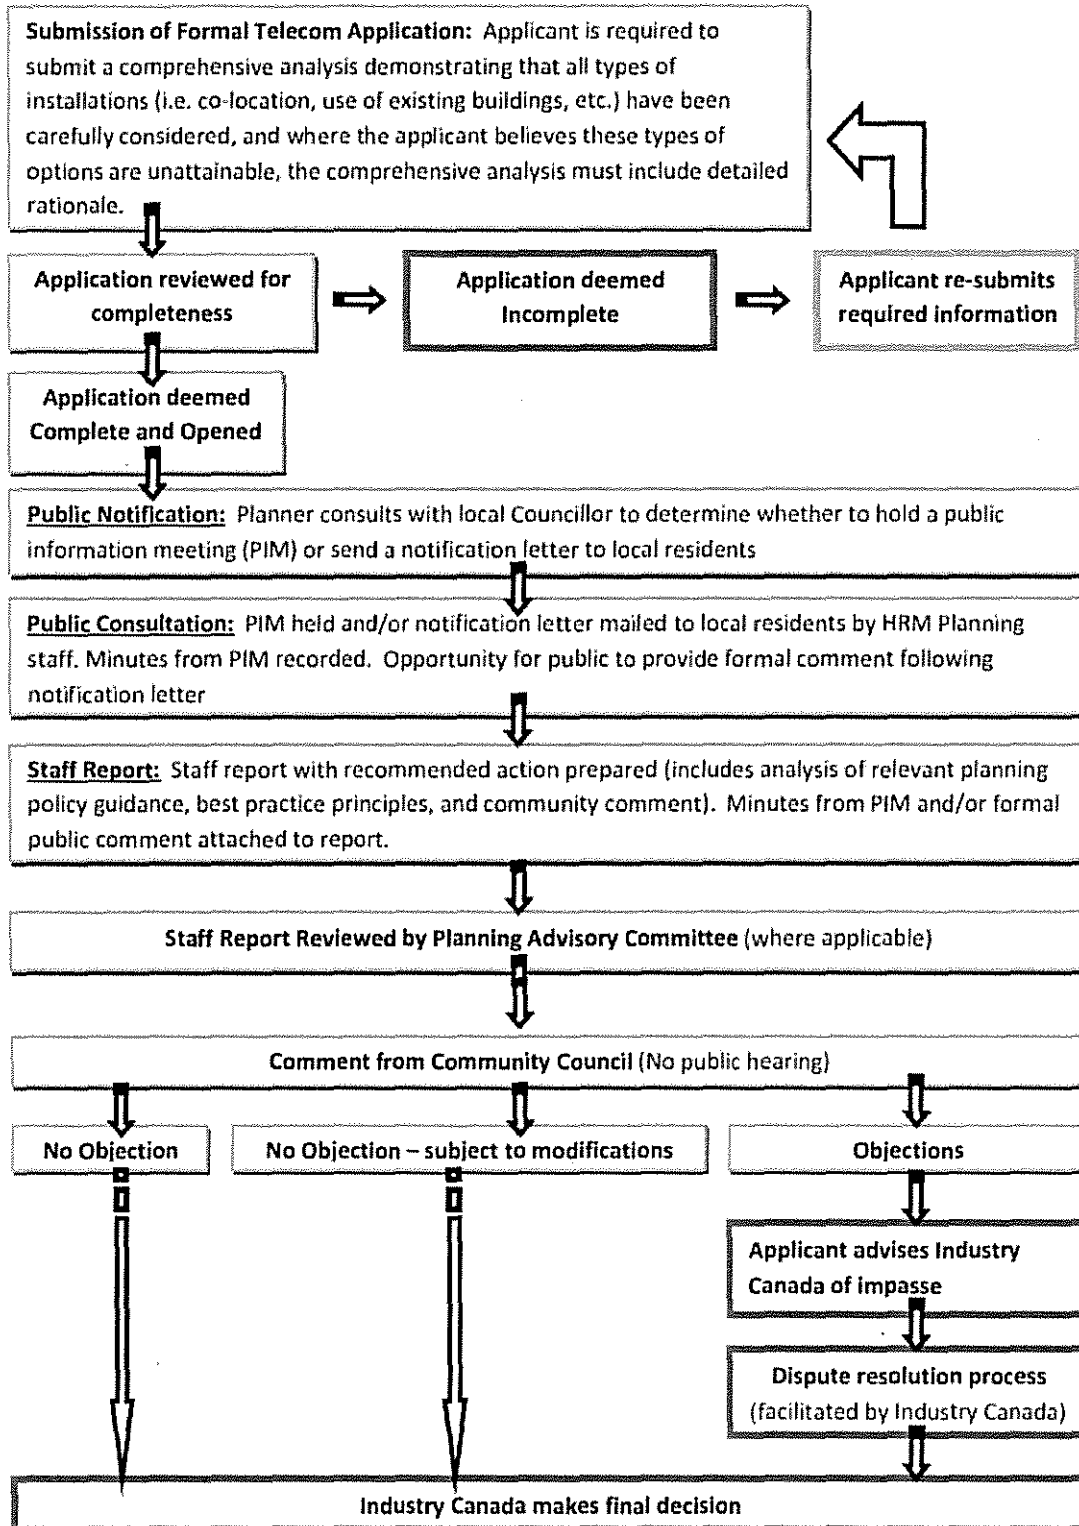 Submission of Formal Telecom Application: Applicant is required to
submit a comprehensive analysis demonstrating that all types of
installations (i.e. co-location, use of existing buildings, etc.) have been
carefully considered, and where the applicant believes these types of
options are unattainable, the comprehensive analysis must include detailed
rationale.
Application reviewed for
completeness
Application deemed
Incomplete
Applicant re-submits
required information
Application deemed
Complete and Opened
Public Notification: Planner consults with local Councillor to determine whether to hold a public
information meeting (PIM) or send a notification letter to local residents
Public Consultation: PIM held and/or notification letter mailed to local residents by HRM Planning
staff. Minutes from PIM recorded. Opportunity for public to provide formal comment following
notification letter
Staff Report: Staff report with recommended action prepared (includes analysis of relevant planning
policy guidance, best practice principles, and community comment). Minutes from PIM and/or formal
public comment attached to report.
Staff Report Reviewed by Planning Advisory Committee (where applicable)
Comment from Community Council (No public hearing)
No Objection
No Objection – subject to modifications
Objections
Applicant advises Industry
Canada of impasse
Dispute resolution process
(facilitated by Industry Canada)
Industry Canada makes final decision